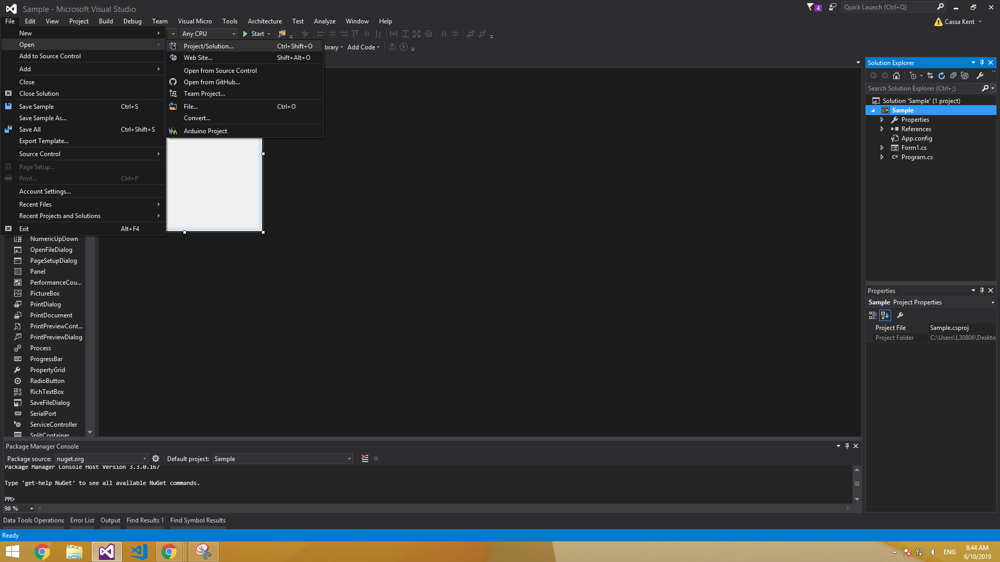 Sample - Microsoft Visual Studio
4
Quick Launch (Ctrl+Q)
File Edit View Project Build Debug Team Visual Micro Tools Architecture Test Analyze Window Help
Cassa Kent
Any CPU Start
Add Code
New
Open
Add to Source Control
Add
Close
Close Solution
Save Sample Ctrl+S
Save Sample As...
Save All Ctrl+Shift+S
Export Template...
Source Control
Page Setup...
Print... Ctrl+P
Account Settings...
Recent Files
Recent Projects and Solutions
Exit Alt+F4
Project/Solution... Ctrl+Shift+O
Web Site... Shift+Alt+O
Open from Source Control
Open from GitHub...
Team Project...
File... Ctrl+O
Convert...
Arduino Project
NumericUpDown
OpenFileDialog
PageSetupDialog
Panel
PerformanceCou...
PictureBox
PrintDialog
PrintDocument
PrintPreviewCont...
PrintPreviewDialog
Process
ProgressBar
PropertyGrid
RadioButton
RichTextBox
SaveFileDialog
SerialPort
ServiceController
SplitContainer
Solution Explorer
Search Solution Explorer (Ctrl+;)
Solution 'Sample' (1 project)
C# Sample
Properties
References
App.config
Form1.cs
C# Program.cs
Properties
Sample Project Properties
Project File Sample.csproj
Project Folder C:\Users\L30806\Deskto
Package Manager Console
Package source: nuget.org Default project: Sample
Package Manager Console Host Version 3.3.0.167
Type 'get-help NuGet' to see all available NuGet commands.
PM>
98 %
Data Tools Operations Error List Output Find Results 1 Find Symbol Results
Ready
ENG
8:44 AM
6/10/2019